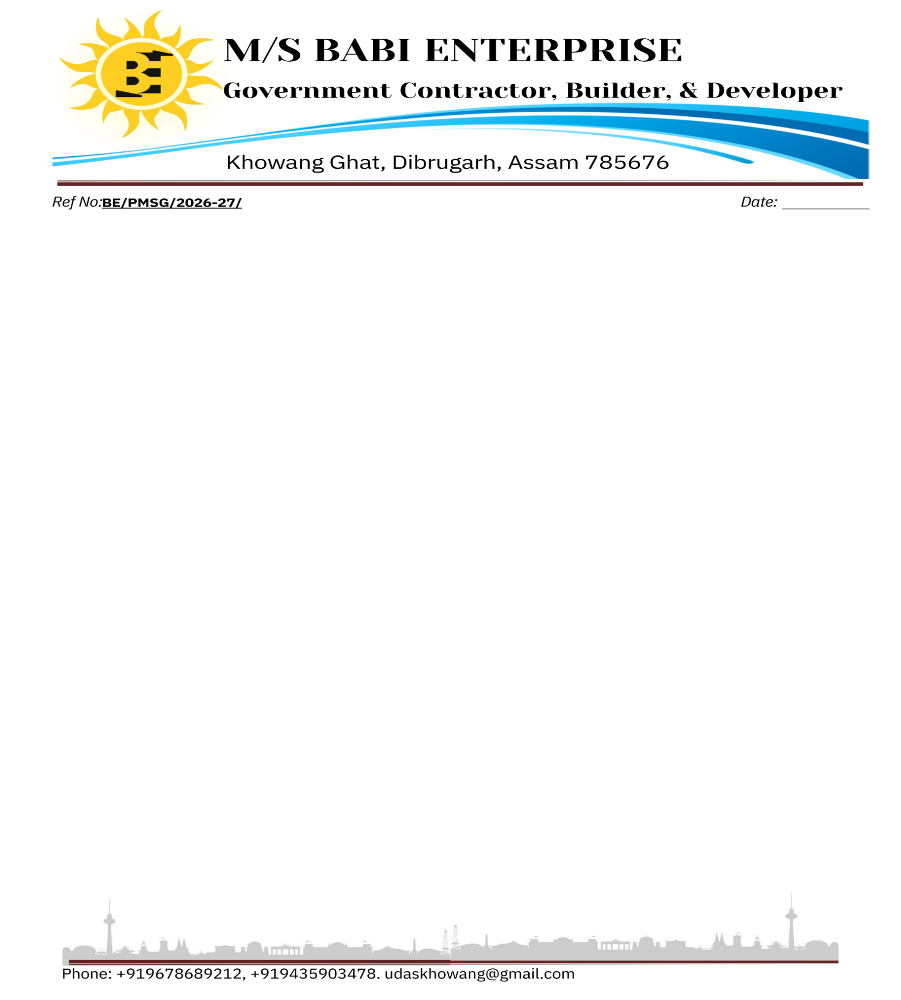 BE
M/S BABI ENTERPRISE
Government Contractor, Builder, & Developer
Khowang Ghat, Dibrugarh, Assam 785676
Ref No:BE/PMSG/2026-27/ Date: ___________
Phone: +919678689212, +919435903478. udaskhowang@gmail.com